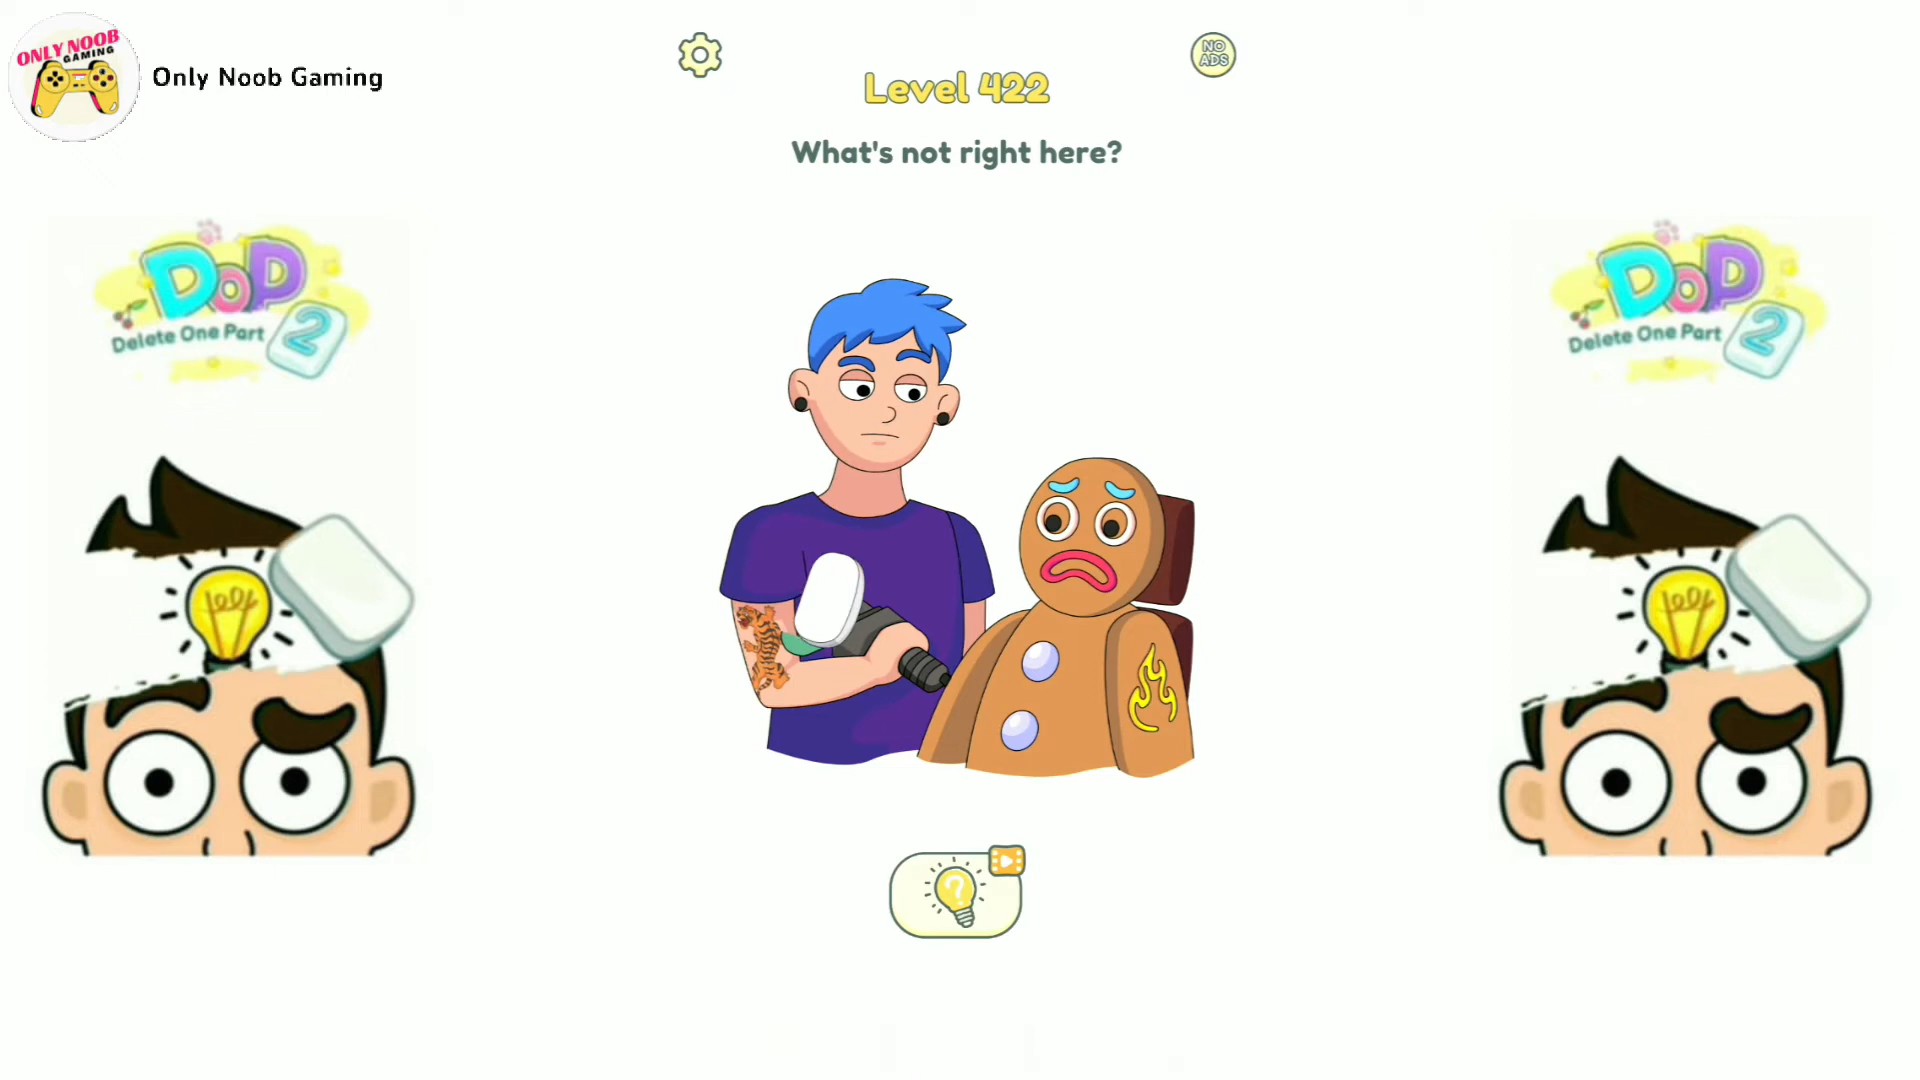 ONLY NOOB
GAMING
Only Noob Gaming
NO
ADS
Level 422
What's not right here?
DOP
Delete One Part 2
DOP
Delete One Part 2
?